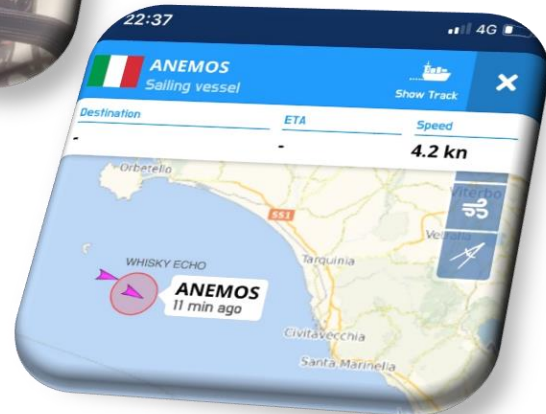 22:37
4G
ANEMOS
Sailing vessel
Show Track
Destination
ETA
Speed
-
-
4.2 kn
Orbetello
SS1
Viterbo
Vetralla
WHISKY ECHO
Tarquinia
ANEMOS
11 min ago
Civitavecchia
Santa Marinella